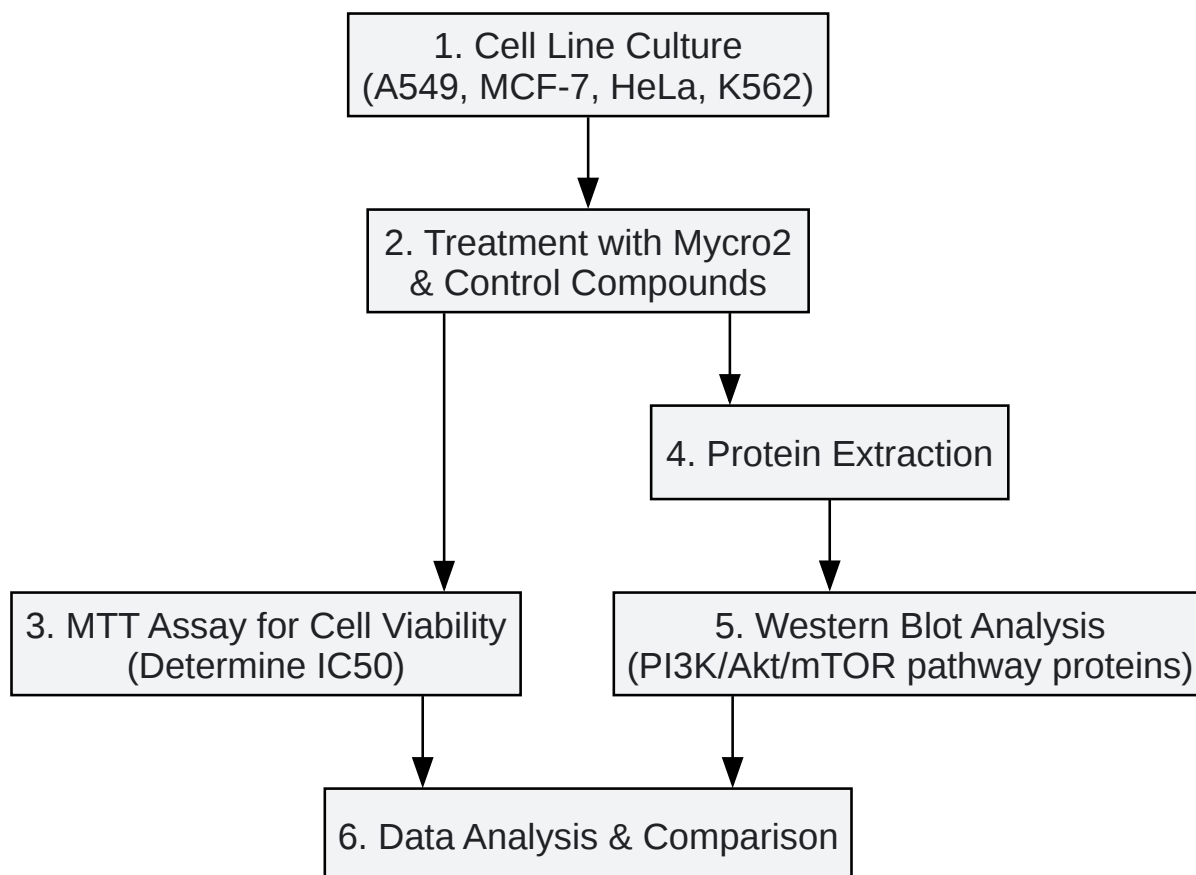 1. Cell Line Culture
(A549, MCF-7, HeLa, K562)
2. Treatment with Mycro2
& Control Compounds
4. Protein Extraction
3. MTT Assay for Cell Viability
(Determine IC50)
5. Western Blot Analysis
(PI3K/Akt/mTOR pathway proteins)
6. Data Analysis & Comparison